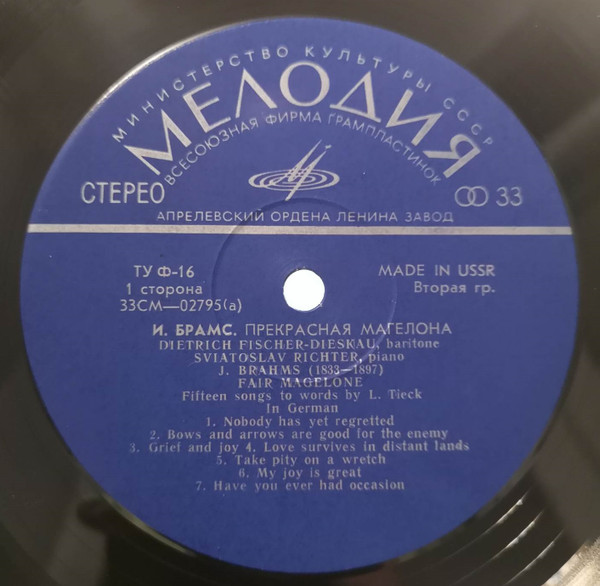 МИНИСТЕРСТВО КУЛЬТУРЫ СССР
МЕЛОДИЯ
ВСЕСОЮЗНАЯ ФИРМА ГРАМПЛАСТИНОК
СТЕРЕО
33
АПРЕЛЕВСКИЙ ОРДЕНА ЛЕНИНА ЗАВОД
ТУ Ф-16
MADE IN USSR
1 сторона
Вторая гр.
33СМ—02795(а)
И. БРАМС. ПРЕКРАСНАЯ МАГЕЛОНА
DIETRICH FISCHER-DIESKAU, baritone
SVIATOSLAV RICHTER, piano
J. BRAHMS (1833—1897)
FAIR MAGELONE
Fifteen songs to words by L. Tieck
In German
1. Nobody has yet regretted
2. Bows and arrows are good for the enemy
3. Grief and joy 4. Love survives in distant lands
5. Take pity on a wretch
6. My joy is great
7. Have you ever had occasion